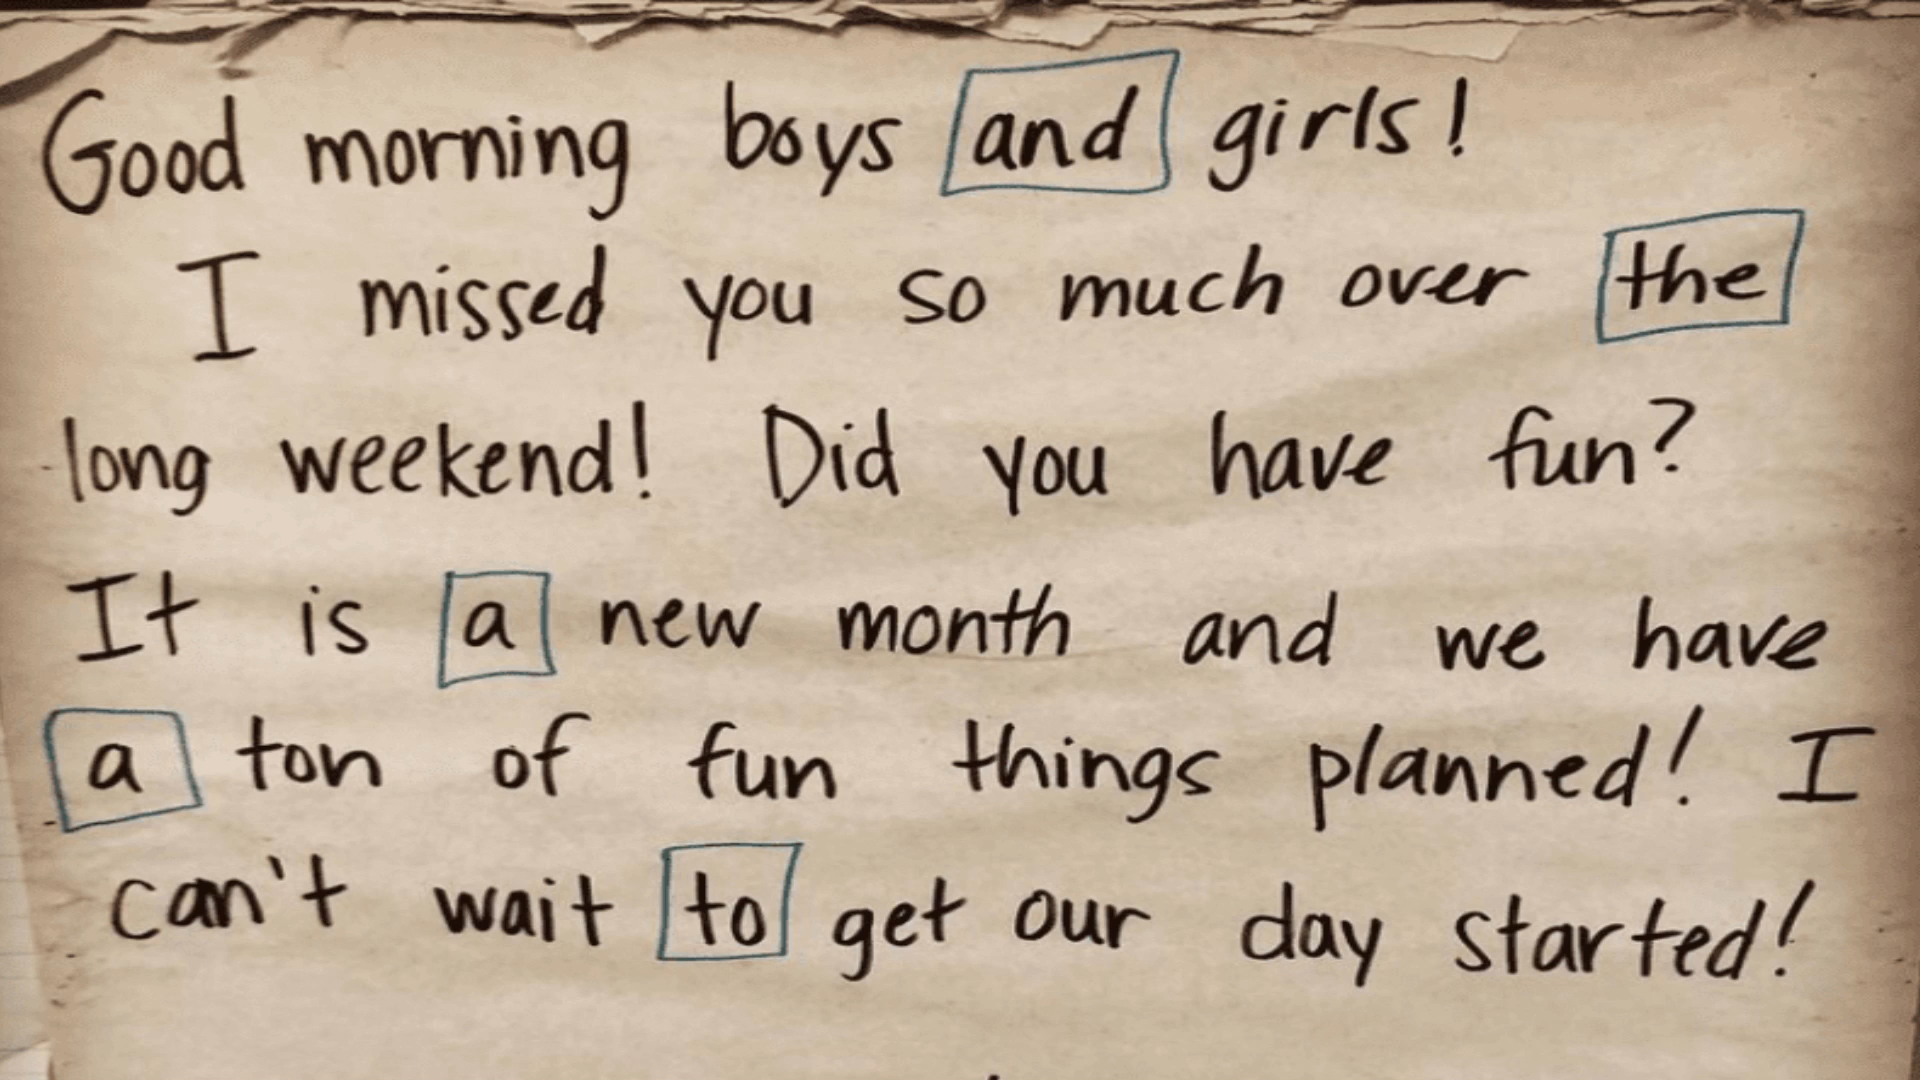 Good morning boys and girls!
I missed you so much over the
long weekend! Did you have fun?
It is a new month and we have
a ton of fun things planned! I
can't wait to get our day started!